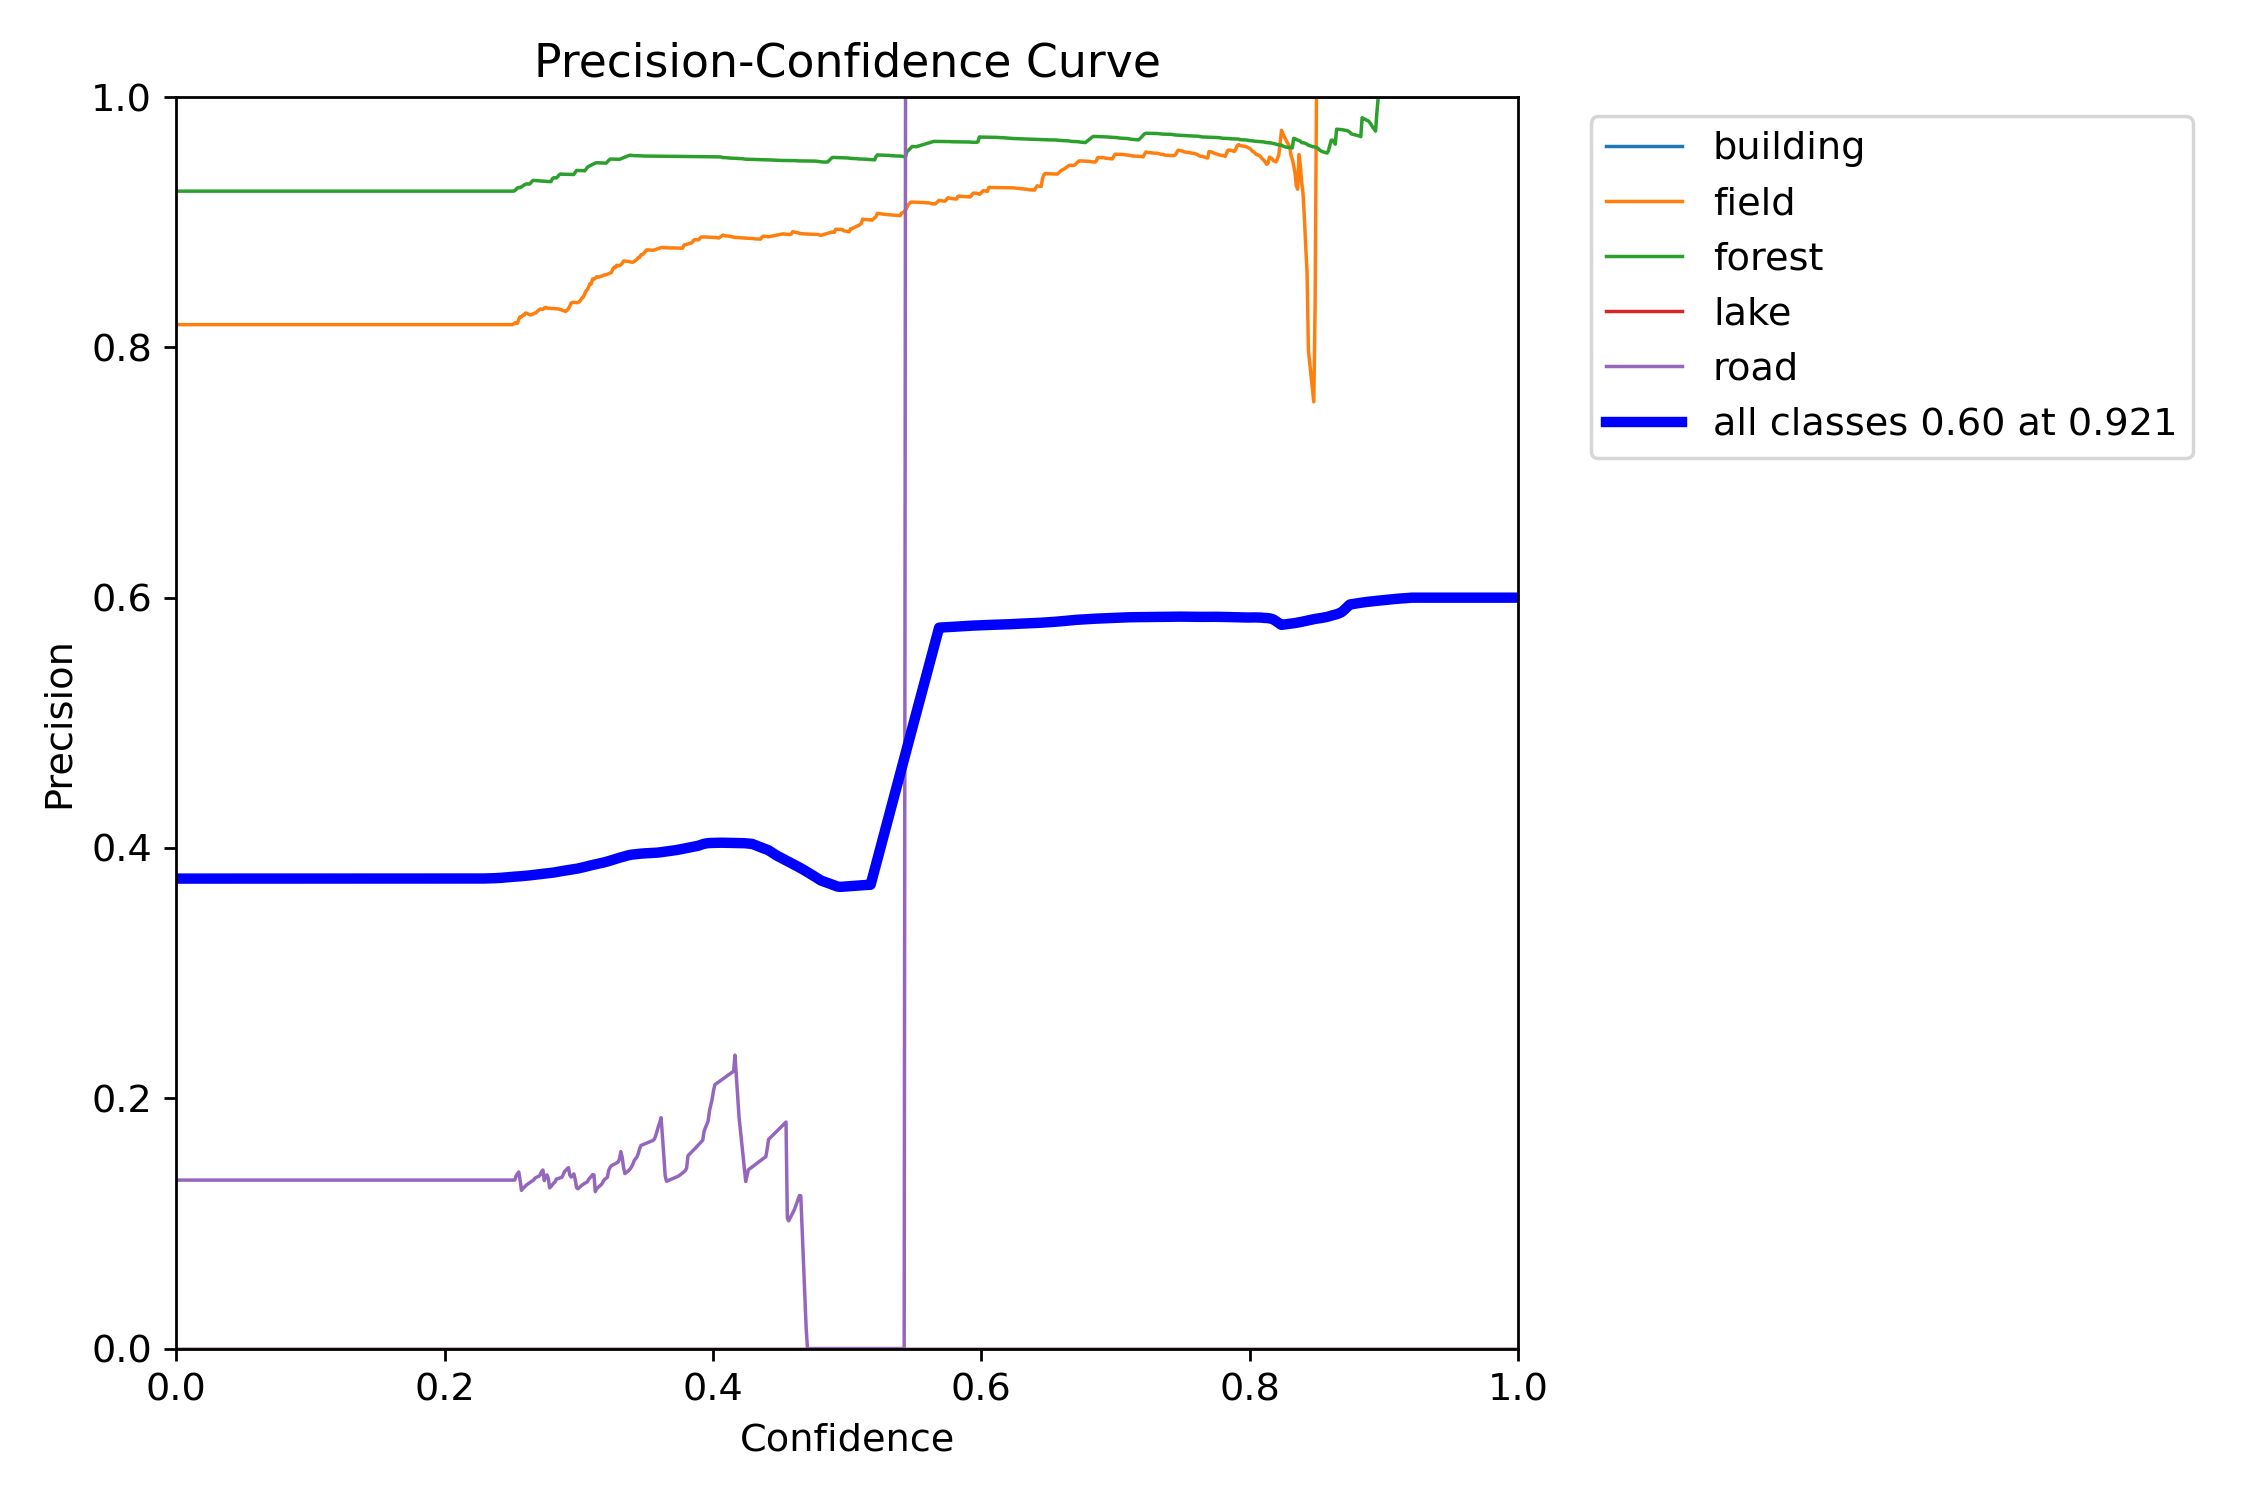 Precision-Confidence Curve
1.0
0.8
0.6
0.4
0.2
0.0
Precision
0.0 0.2 0.4 0.6 0.8 1.0
Confidence
building
field
forest
lake
road
all classes 0.60 at 0.921